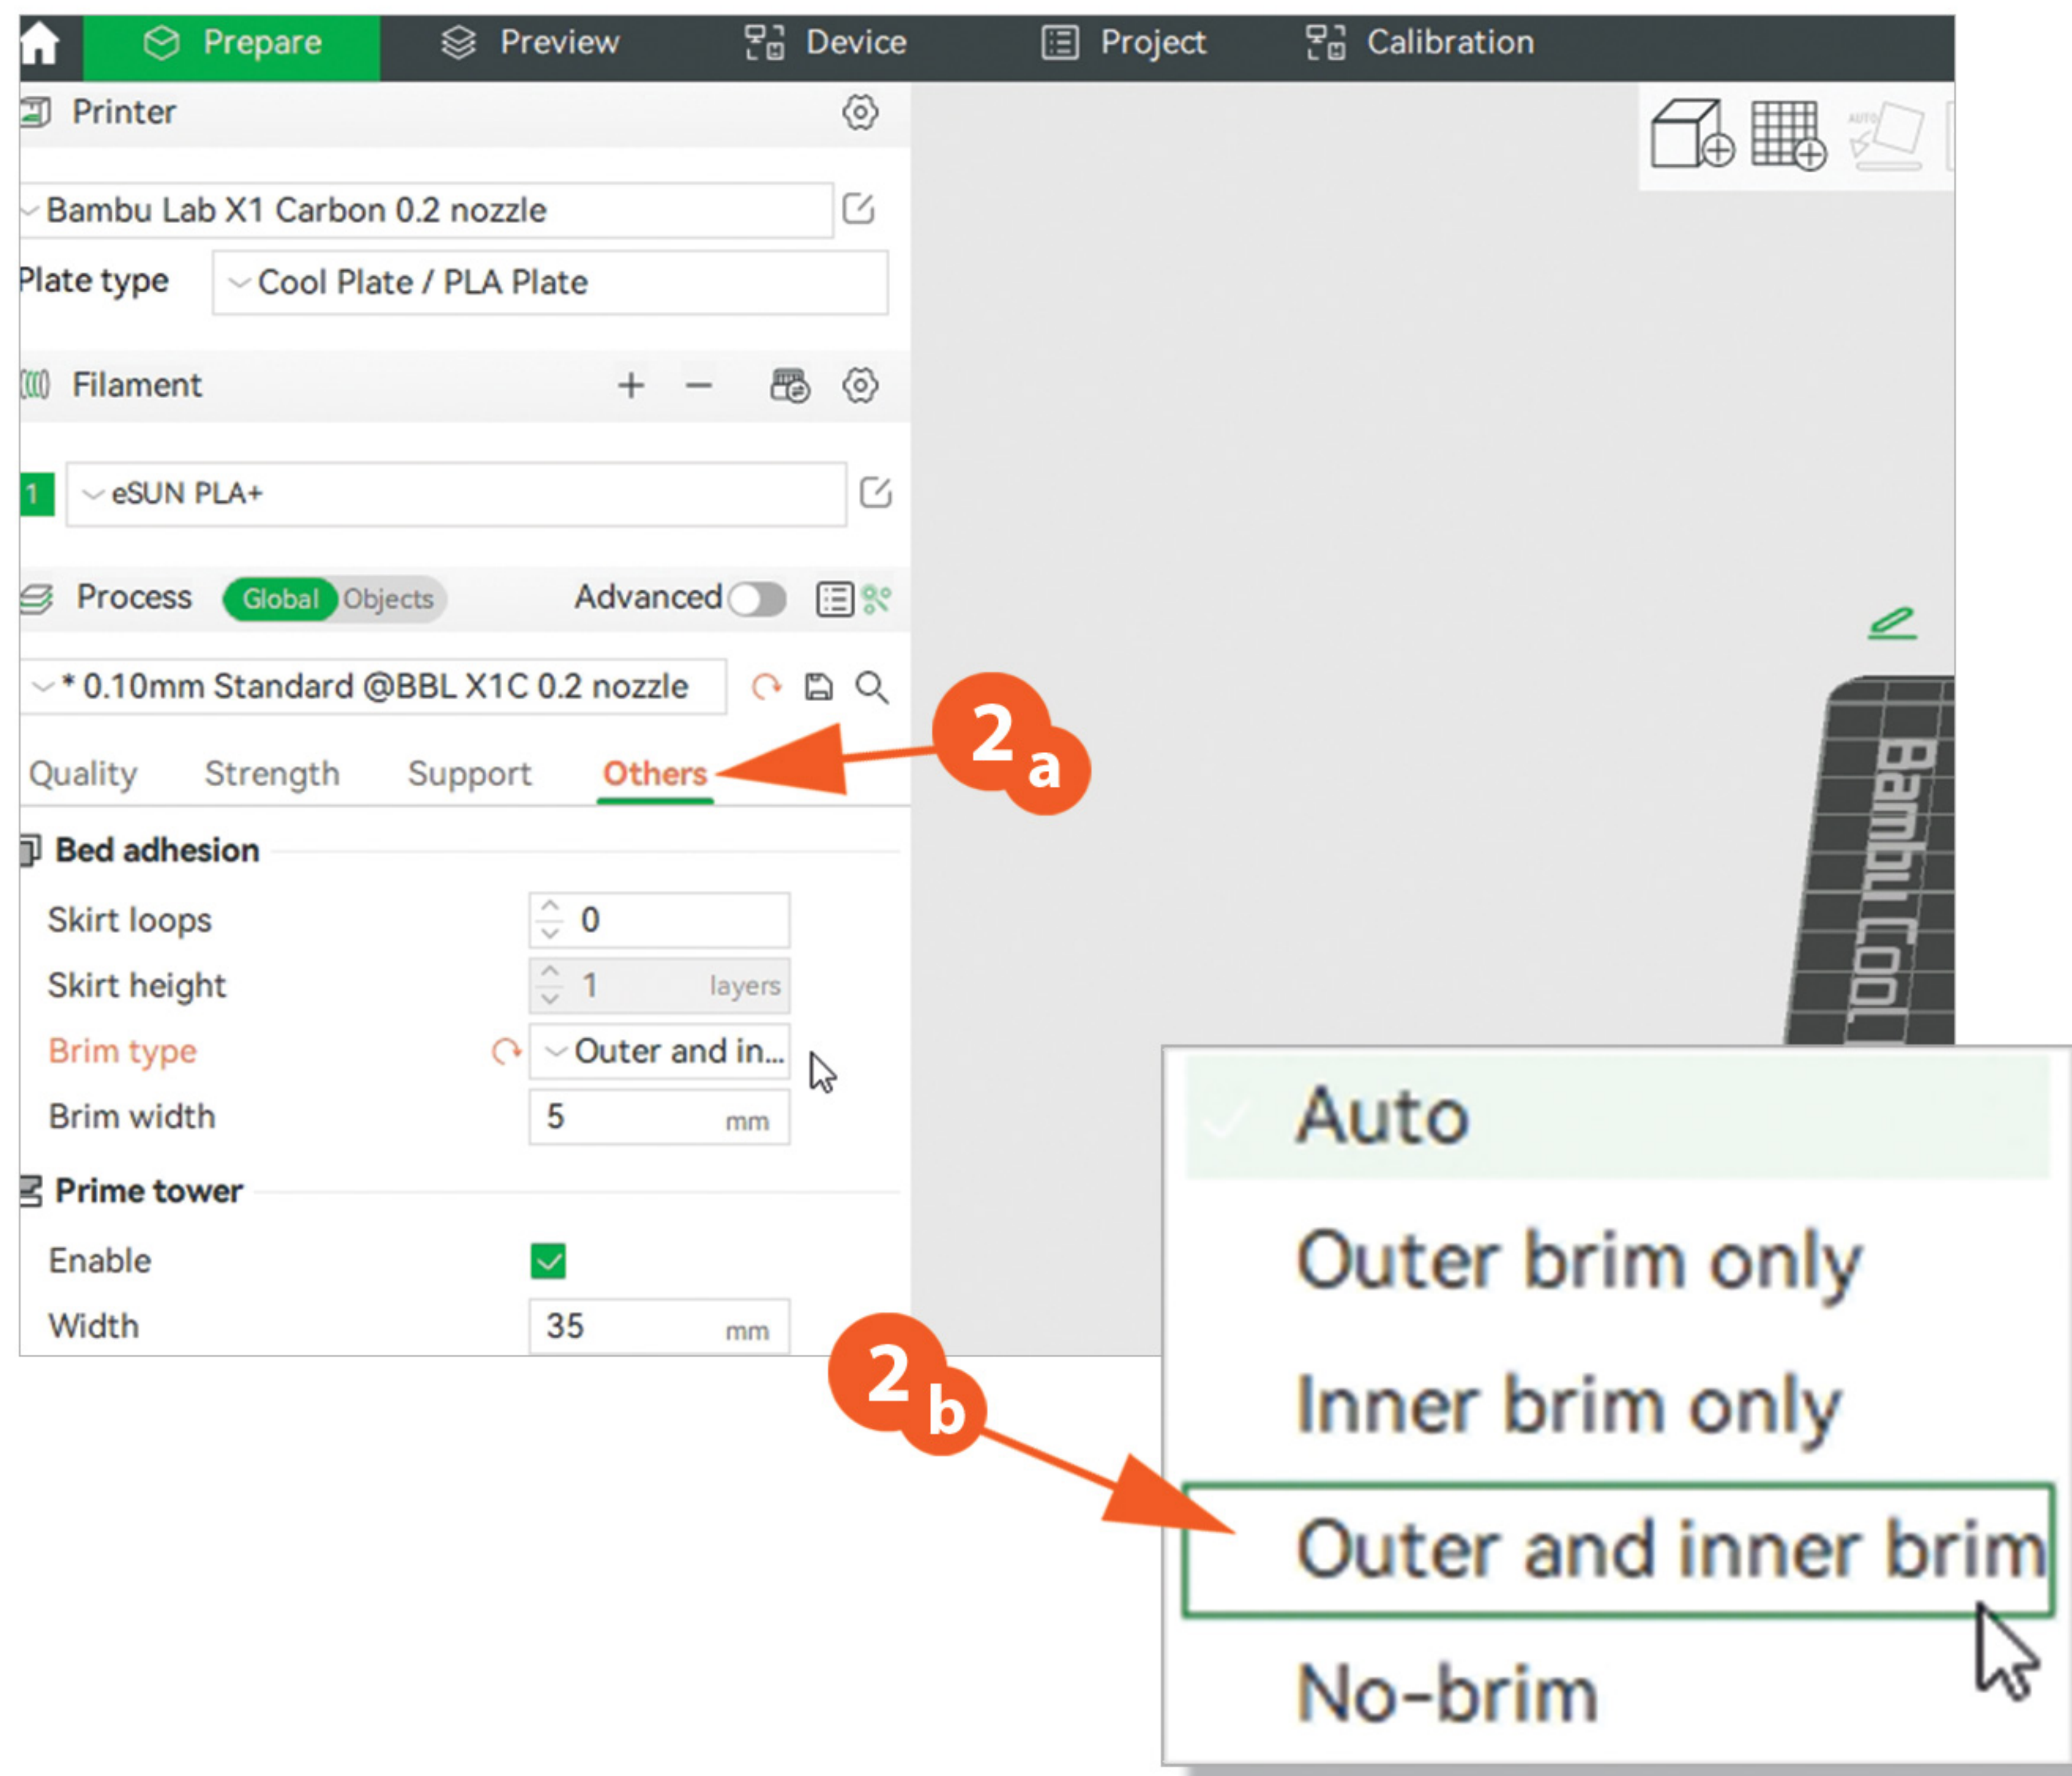 Prepare Preview Device Project Calibration
Printer
AUTO
Bambu Lab X1 Carbon 0.2 nozzle
Plate type Cool Plate / PLA Plate
Filament
1 eSUN PLA+
Process Global Objects Advanced
* 0.10mm Standard @BBL X1C 0.2 nozzle
Quality Strength Support Others
2 a
Bed adhesion
Skirt loops 0
Skirt height 1 layers
Brim type Outer and in...
Brim width 5 mm
Prime tower
Enable
Width 35 mm
Bambu Cool
2 b
Auto
Outer brim only
Inner brim only
Outer and inner brim
No-brim